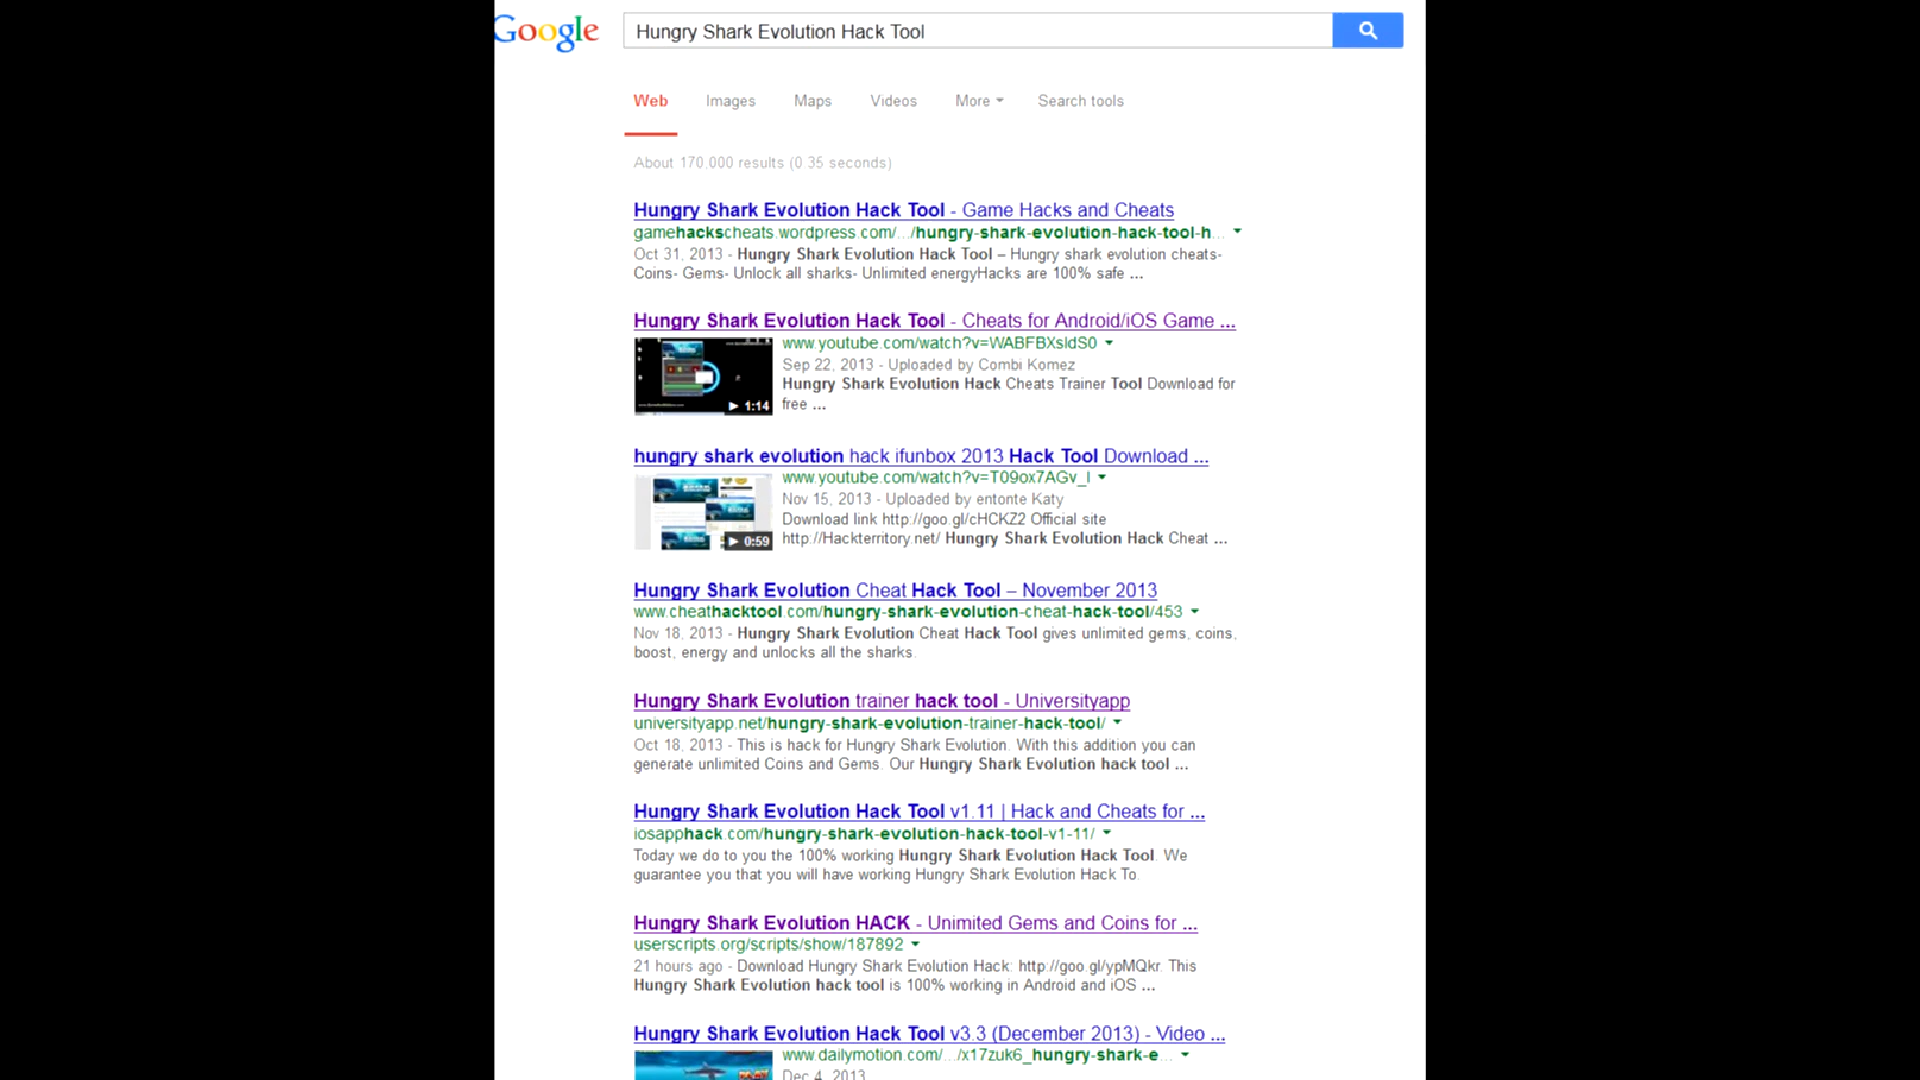 Google
Hungry Shark Evolution Hack Tool
Web Images Maps Videos More Search tools
About 170,000 results (0.35 seconds)
Hungry Shark Evolution Hack Tool - Game Hacks and Cheats
gamehackscheats.wordpress.com/.../hungry-shark-evolution-hack-tool-h...
Oct 31, 2013 - Hungry Shark Evolution Hack Tool – Hungry shark evolution cheats-
Coins- Gems- Unlock all sharks- Unlimited energyHacks are 100% safe ...
Hungry Shark Evolution Hack Tool - Cheats for Android/iOS Game ...
www.youtube.com/watch?v=WABFBXsIdS0
Sep 22, 2013 - Uploaded by Combi Komez
Hungry Shark Evolution Hack Cheats Trainer Tool Download for
free ...
1:14
hungry shark evolution hack ifunbox 2013 Hack Tool Download ...
www.youtube.com/watch?v=T09ox7AGv_I
Nov 15, 2013 - Uploaded by entonte Katy
Download link http://goo.gl/cHCKZ2 Official site
http://Hackterritory.net/ Hungry Shark Evolution Hack Cheat ...
0:59
Hungry Shark Evolution Cheat Hack Tool – November 2013
www.cheathacktool.com/hungry-shark-evolution-cheat-hack-tool/453
Nov 18, 2013 - Hungry Shark Evolution Cheat Hack Tool gives unlimited gems, coins,
boost, energy and unlocks all the sharks.
Hungry Shark Evolution trainer hack tool - Universityapp
universityapp.net/hungry-shark-evolution-trainer-hack-tool/
Oct 18, 2013 - This is hack for Hungry Shark Evolution. With this addition you can
generate unlimited Coins and Gems. Our Hungry Shark Evolution hack tool ...
Hungry Shark Evolution Hack Tool v1.11 | Hack and Cheats for ...
iosapphack.com/hungry-shark-evolution-hack-tool-v1-11/
Today we do to you the 100% working Hungry Shark Evolution Hack Tool. We
guarantee you that you will have working Hungry Shark Evolution Hack To.
Hungry Shark Evolution HACK - Unimited Gems and Coins for ...
userscripts.org/scripts/show/187892
21 hours ago - Download Hungry Shark Evolution Hack: http://goo.gl/ypMQkr. This
Hungry Shark Evolution hack tool is 100% working in Android and iOS ...
Hungry Shark Evolution Hack Tool v3.3 (December 2013) - Video ...
www.dailymotion.com/.../x17zuk6_hungry-shark-e...
Dec 4, 2013